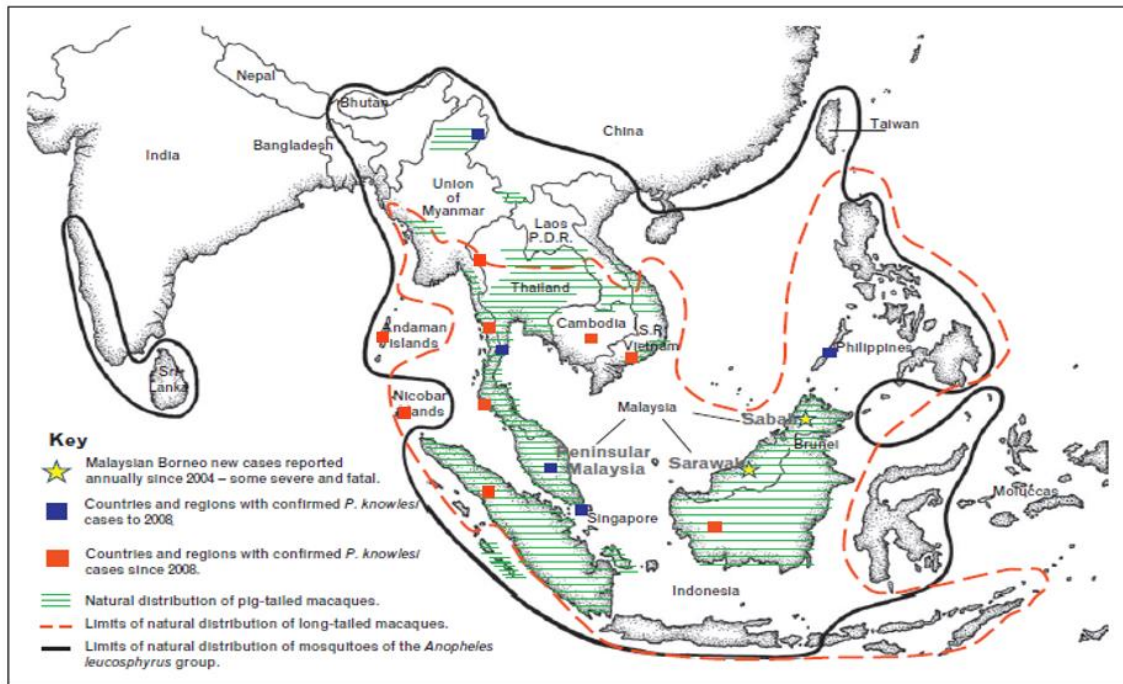 Nepal
Bhutan
Bangladesh
India
China
Taiwan
Union
of
Myanmar
Laos
P.D.R.
Thailand
Cambodia
S.R.
Vietnam
Andaman
Islands
Sri
Lanka
Nicobar
Islands
Philippines
Malaysia
Sabah
Brunei
Peninsular
Malaysia
Sarawak
Singapore
Moluccas
Indonesia
Key
Malaysian Borneo new cases reported
annually since 2004 – some severe and fatal.
Countries and regions with confirmed P. knowlesi
cases to 2008.
Countries and regions with confirmed P. knowlesi
cases since 2008.
Natural distribution of pig-tailed macaques.
Limits of natural distribution of long-tailed macaques.
Limits of natural distribution of mosquitoes of the Anopheles
leucosphyrus group.